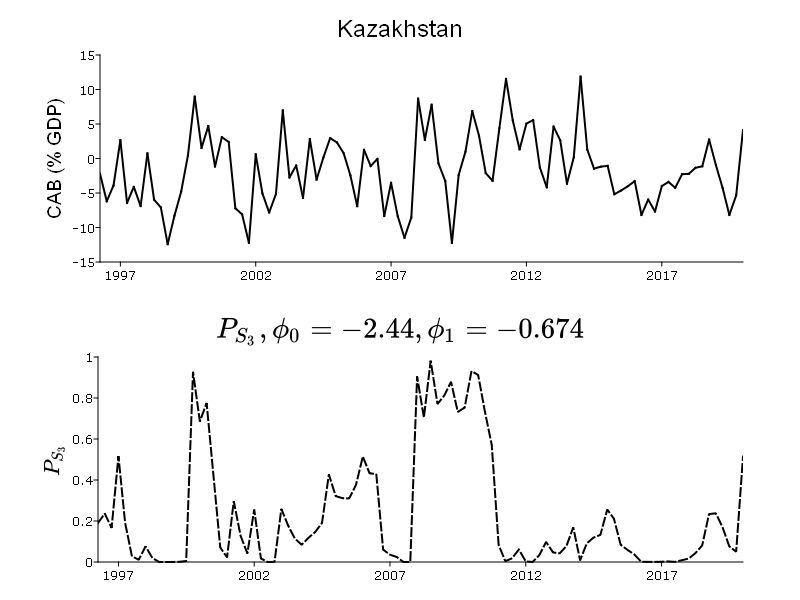 Kazakhstan
CAB (% GDP)
15
10
5
0
−5
−10
−15
1997 2002 2007 2012 2017
P_{S_3}, ϕ_0 = −2.44, ϕ_1 = −0.674
P_{S_3}
1
0.8
0.6
0.4
0.2
0
1997 2002 2007 2012 2017